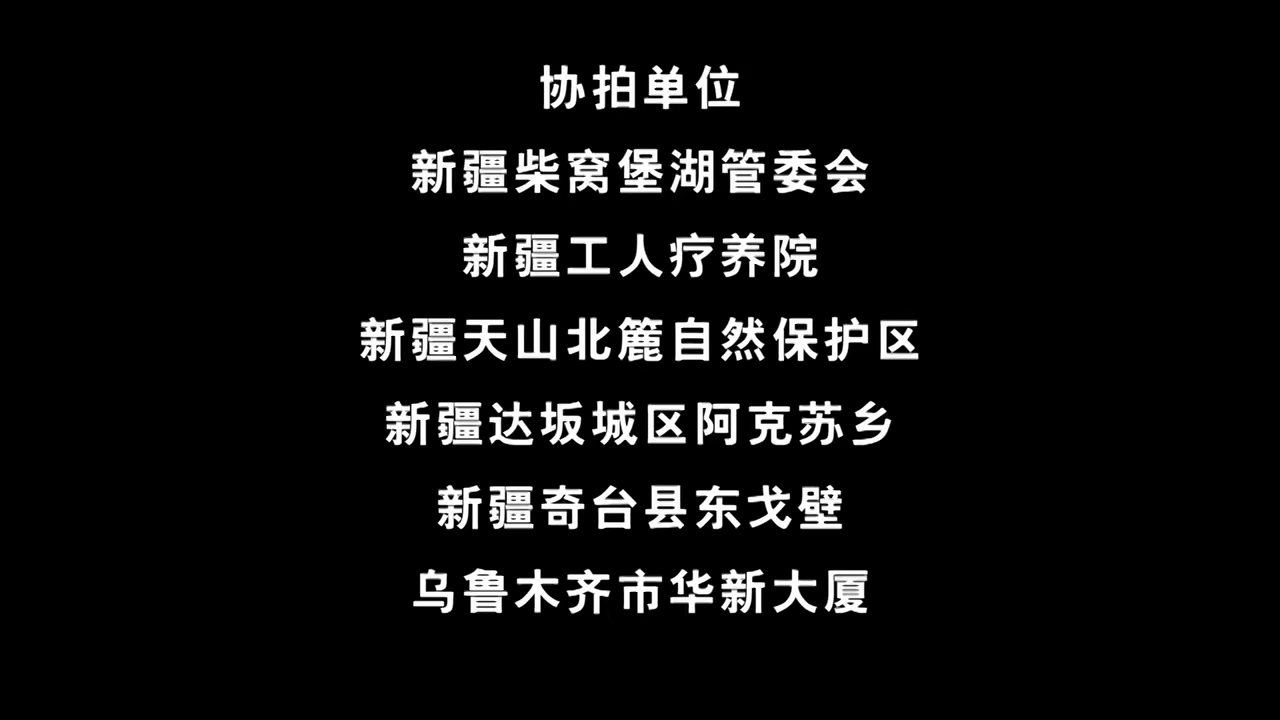 协拍单位
新疆柴窝堡湖管委会
新疆工人疗养院
新疆天山北簏自然保护区
新疆达坂城区阿克苏乡
新疆奇台县东戈壁
乌鲁木齐市华新大厦